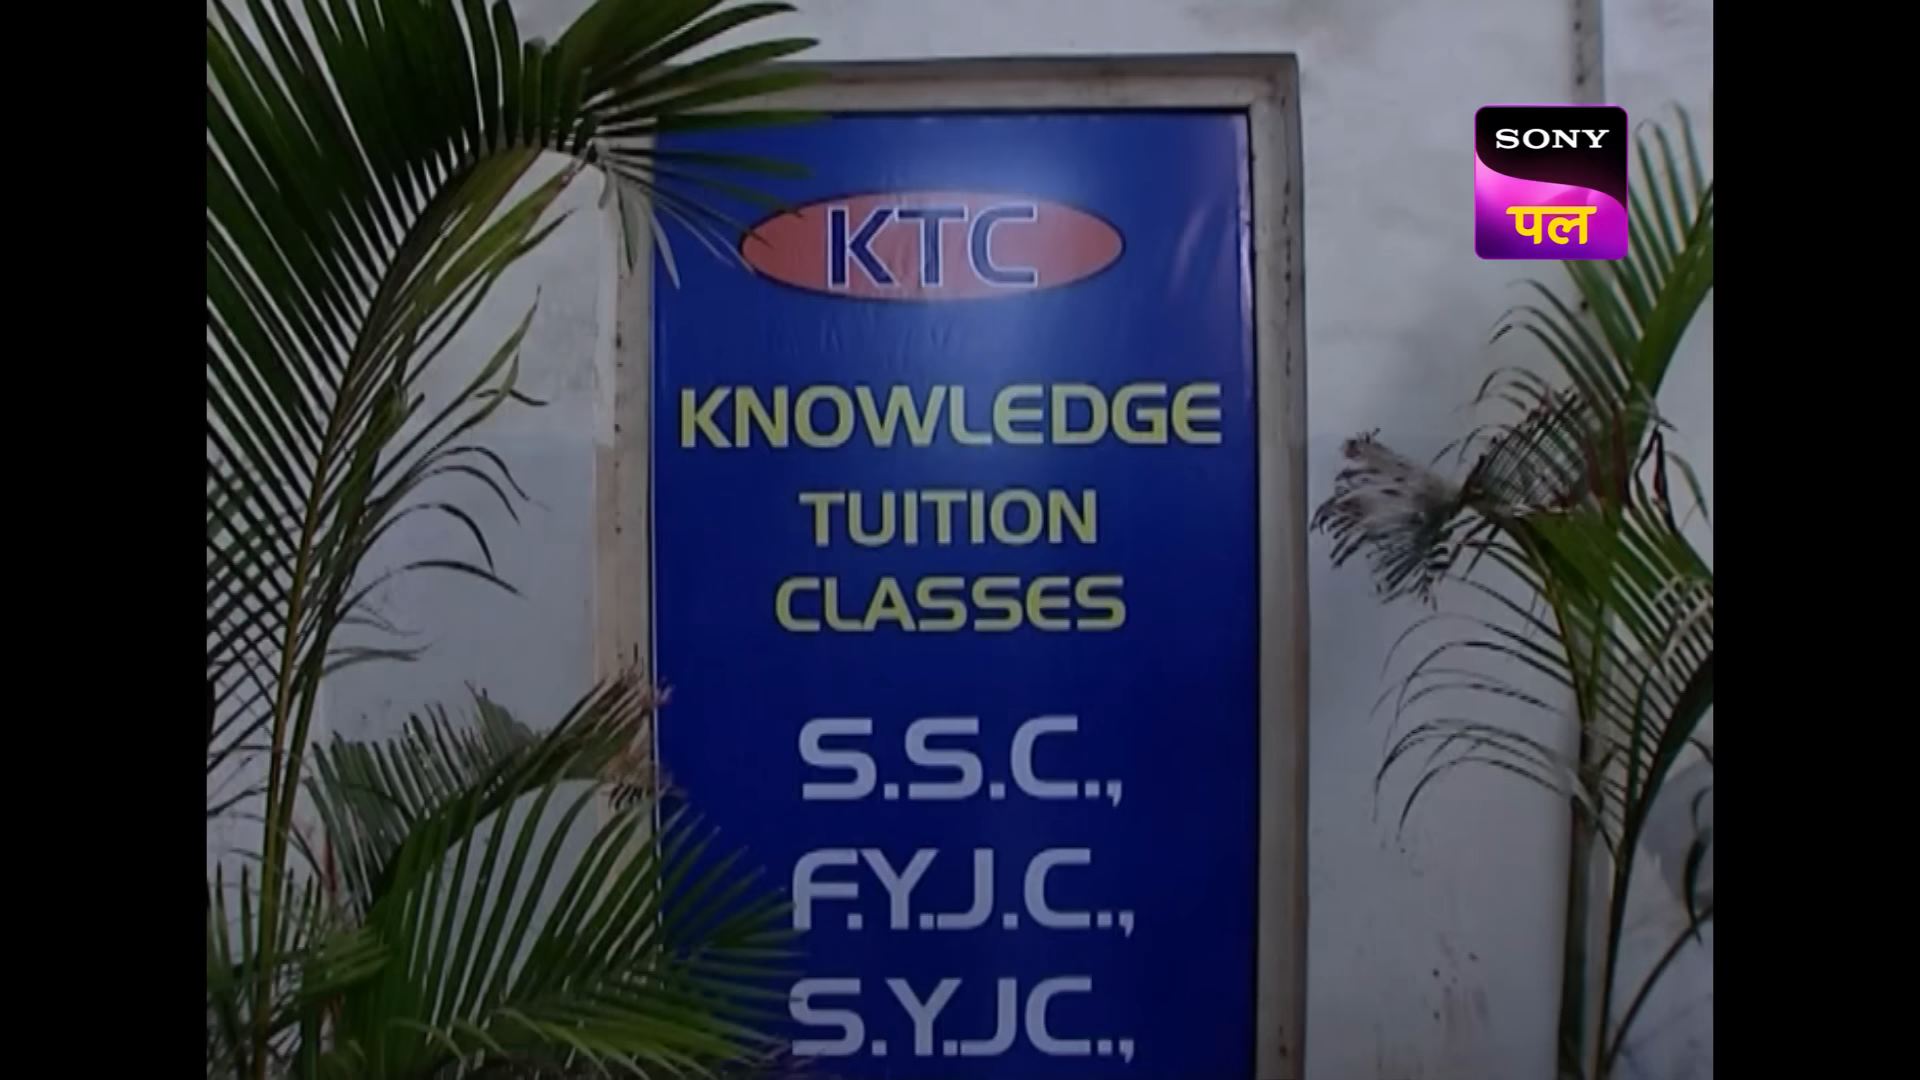 SONY
पल
KTC
KNOWLEDGE
TUITION
CLASSES
S.S.C.,
F.Y.J.C.,
S.Y.JC.,